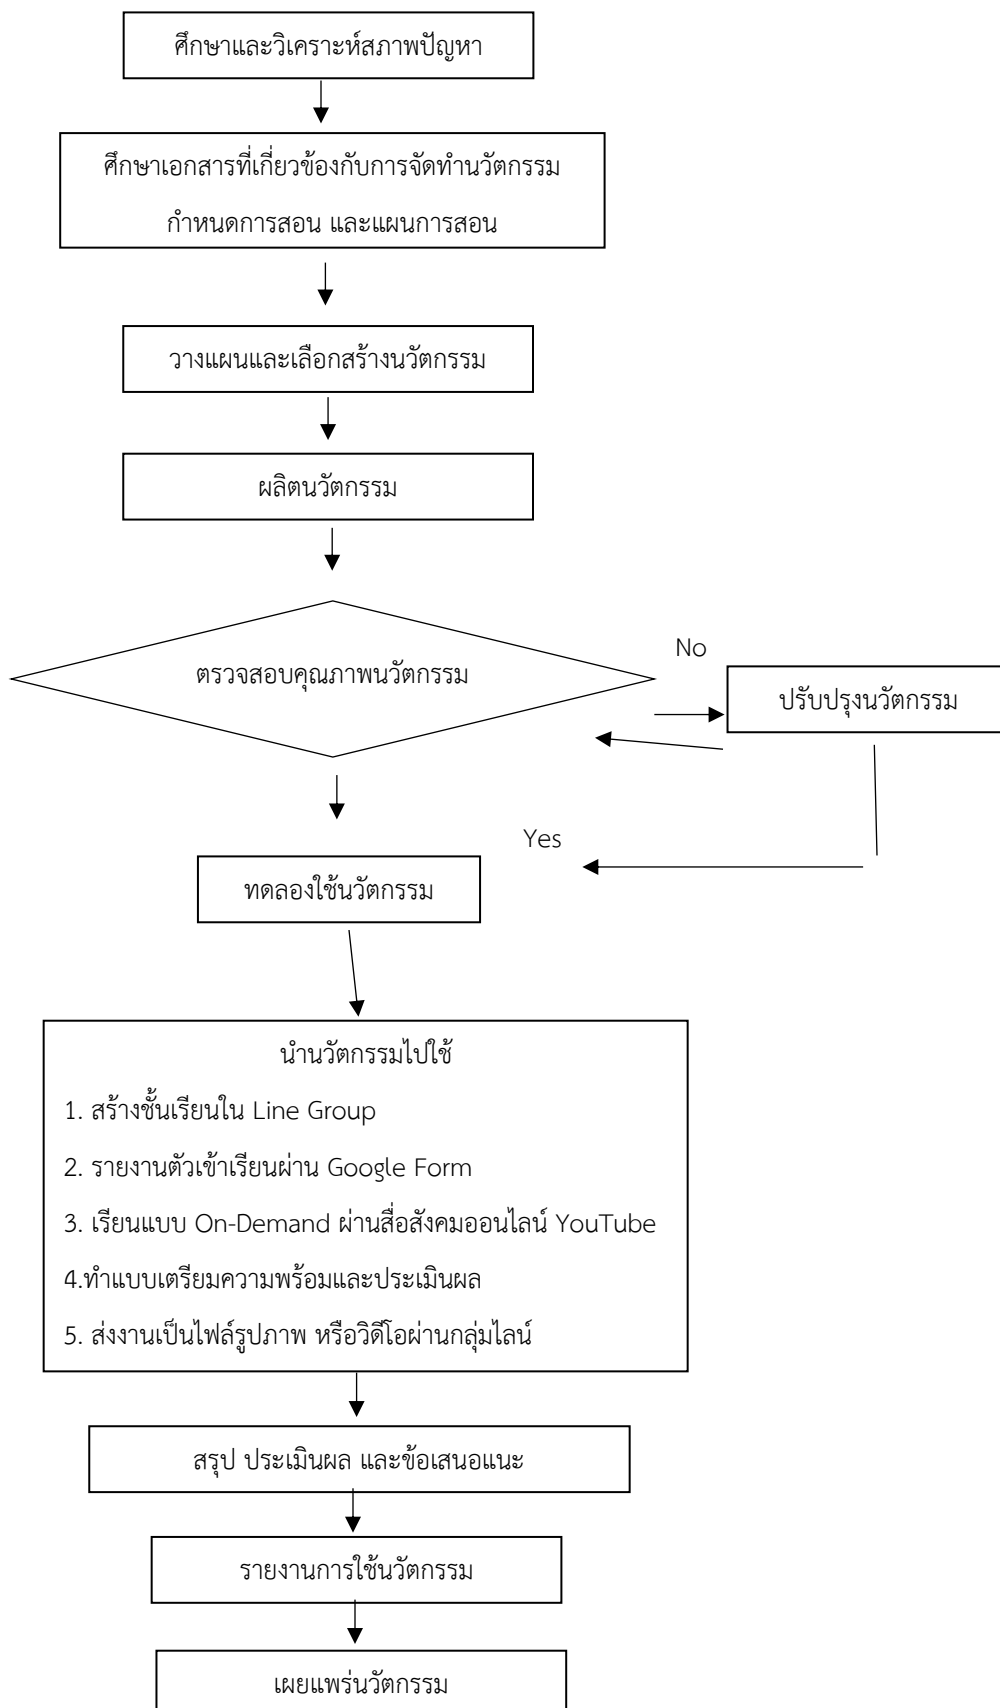 ศึกษาและวิเคราะห์สภาพปัญหา
ศึกษาเอกสารที่เกี่ยวข้องกับการจัดทำนวัตกรรม
กำหนดการสอน และแผนการสอน
วางแผนและเลือกสร้างนวัตกรรม
ผลิตนวัตกรรม
ตรวจสอบคุณภาพนวัตกรรม
No
ปรับปรุงนวัตกรรม
Yes
ทดลองใช้นวัตกรรม
นำนวัตกรรมไปใช้
1. สร้างชั้นเรียนใน Line Group
2. รายงานตัวเข้าเรียนผ่าน Google Form
3. เรียนแบบ On-Demand ผ่านสื่อสังคมออนไลน์ YouTube
4.ทำแบบเตรียมความพร้อมและประเมินผล
5. ส่งงานเป็นไฟล์รูปภาพ หรือวิดีโอผ่านกลุ่มไลน์
สรุป ประเมินผล และข้อเสนอแนะ
รายงานการใช้นวัตกรรม
เผยแพร่นวัตกรรม